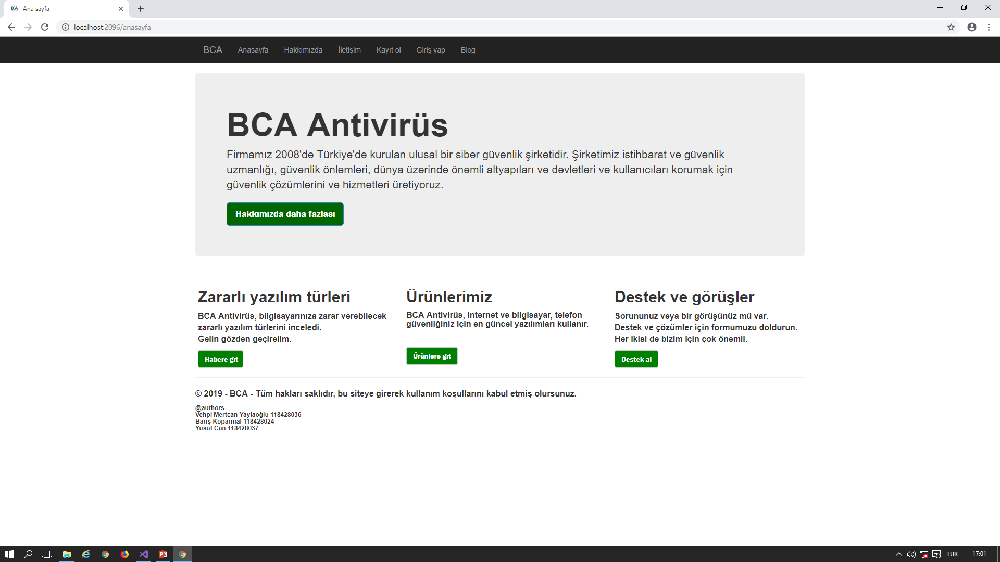 BCA Ana sayfa
localhost:2096/anasayfa
BCA Anasayfa Hakkımızda İletişim Kayıt ol Giriş yap Blog
BCA Antivirüs
Firmamız 2008'de Türkiye'de kurulan ulusal bir siber güvenlik şirketidir. Şirketimiz istihbarat ve güvenlik
uzmanlığı, güvenlik önlemleri, dünya üzerinde önemli altyapıları ve devletleri ve kullanıcıları korumak için
güvenlik çözümlerini ve hizmetleri üretiyoruz.
Hakkımızda daha fazlası
Zararlı yazılım türleri
BCA Antivirüs, bilgisayarınıza zarar verebilecek
zararlı yazılım türlerini inceledi.
Gelin gözden geçirelim.
Habere git
Ürünlerimiz
BCA Antivirüs, internet ve bilgisayar, telefon
güvenliğiniz için en güncel yazılımları kullanır.
Ürünlere git
Destek ve görüşler
Sorununuz veya bir görüşünüz mü var.
Destek ve çözümler için formumuzu doldurun.
Her ikisi de bizim için çok önemli.
Destek al
© 2019 - BCA - Tüm hakları saklıdır, bu siteye girerek kullanım koşullarını kabul etmiş olursunuz.
@authors
Vehpi Mertcan Yaylaoğlu 118428036
Barış Koparmal 118428024
Yusuf Can 118428037
TUR 17:01